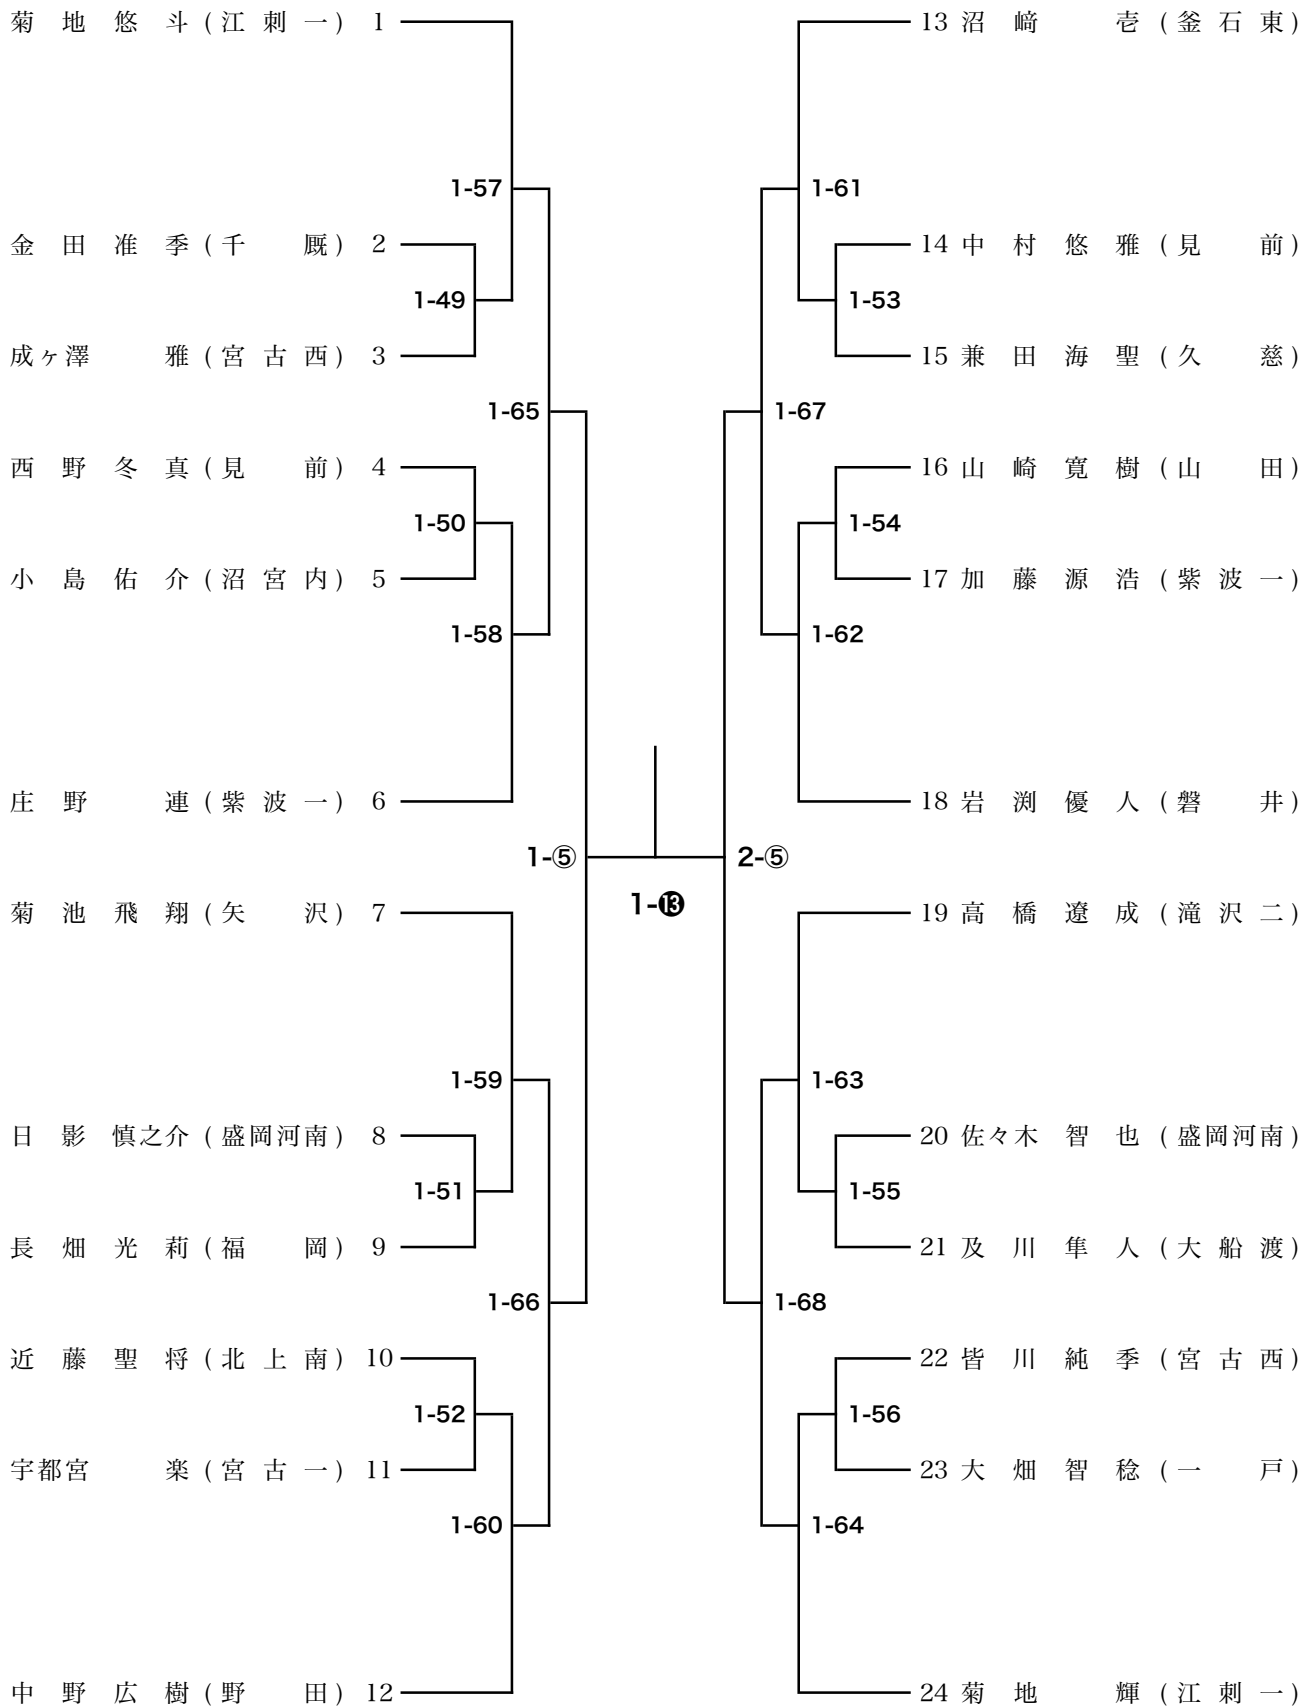 菊地悠斗(江刺一) 1
1-57
金田准季(千厩) 2
1-49
成ヶ澤雅(宮古西) 3
1-65
西野冬真(見前) 4
1-50
小島佑介(沼宮内) 5
1-58
庄野連(紫波一) 6
1-⑤
菊池飛翔(矢沢) 7
1-59
日影慎之介(盛岡河南) 8
1-51
長畑光莉(福岡) 9
1-66
近藤聖将(北上南) 10
1-52
宇都宮楽(宮古一) 11
1-60
中野広樹(野田) 12
1-⓭
13 沼﨑壱(釜石東)
1-61
14 中村悠雅(見前)
1-53
15 兼田海聖(久慈)
1-67
16 山崎寛樹(山田)
1-54
17 加藤源浩(紫波一)
1-62
18 岩渕優人(磐井)
2-⑤
19 高橋遼成(滝沢二)
1-63
20 佐々木智也(盛岡河南)
1-55
21 及川隼人(大船渡)
1-68
22 皆川純季(宮古西)
1-56
23 大畑智稔(一戸)
1-64
24 菊地輝(江刺一)